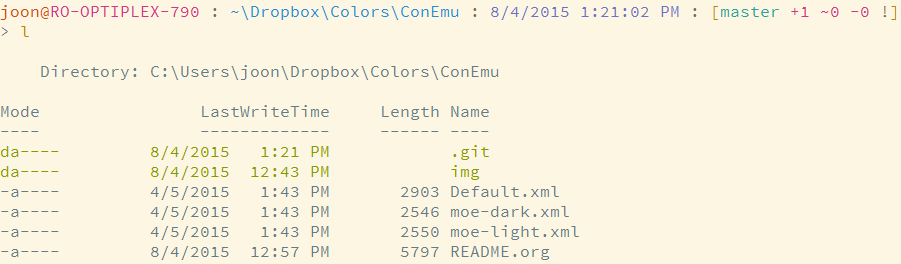 joon@RO-OPTIPLEX-790 : ~\Dropbox\Colors\ConEmu : 8/4/2015 1:21:02 PM : [master +1 ~0 -0 !]
> l
    Directory: C:\Users\joon\Dropbox\Colors\ConEmu
Mode                LastWriteTime     Length Name
----                -------------     ------ ----
da----         8/4/2015   1:21 PM            .git
da----         8/4/2015  12:43 PM            img
-a----         4/5/2015   1:43 PM       2903 Default.xml
-a----         4/5/2015   1:43 PM       2546 moe-dark.xml
-a----         4/5/2015   1:43 PM       2550 moe-light.xml
-a----         8/4/2015  12:57 PM       5797 README.org